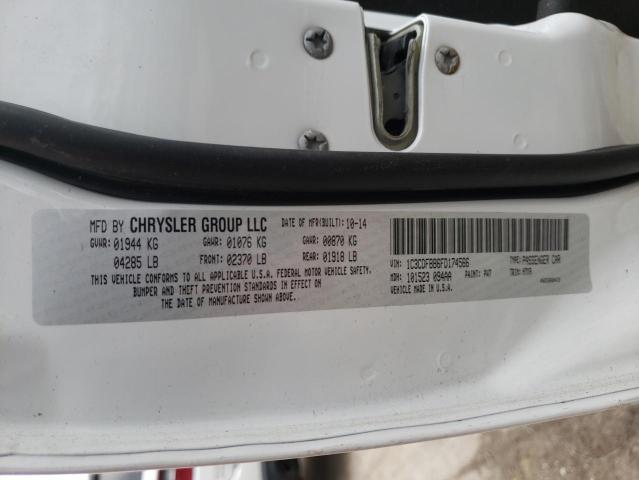 MFD BY CHRYSLER GROUP LLC DATE OF MFR(BUILT): 10-14
GVWR: 01944 KG GAWR: 01076 KG GAWR: 00870 KG
04285 LB FRONT: 02370 LB REAR: 01918 LB
THIS VEHICLE CONFORMS TO ALL APPLICABLE U.S.A. FEDERAL MOTOR VEHICLE SAFETY,
BUMPER AND THEFT PREVENTION STANDARDS IN EFFECT ON
THE DATE OF MANUFACTURE SHOWN ABOVE.
VIN: 1C3CDFBB6FD174566 TYPE: PASSENGER CAR
MDH: 101523 094AA PAINT: PW7 TRIM:
VEHICLE MADE IN U.S.A.